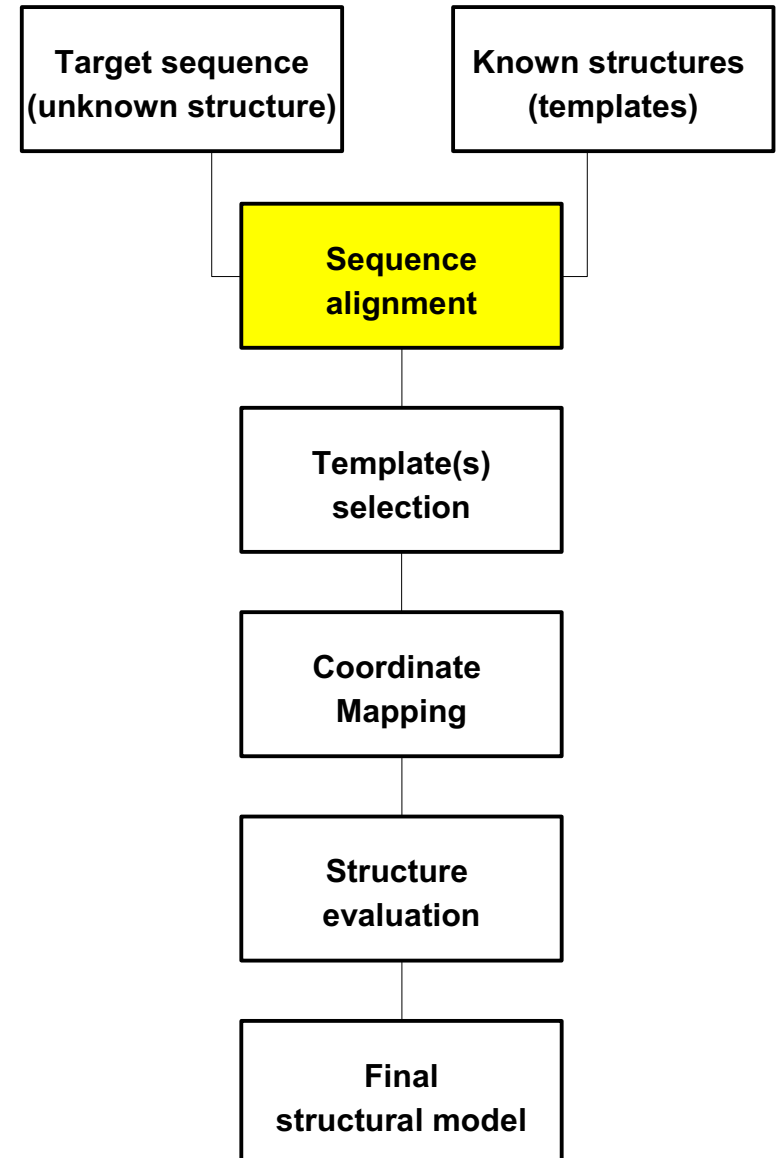 Target sequence
(unknown structure)
Known structures
(templates)
Sequence
alignment
Template(s)
selection
Coordinate
Mapping
Structure
evaluation
Final
structural model